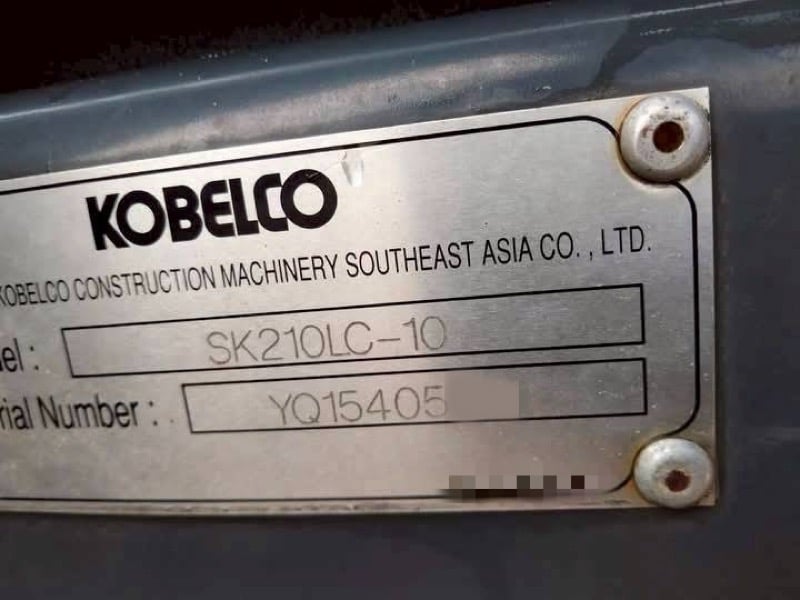 KOBELCO
KOBELCO CONSTRUCTION MACHINERY SOUTHEAST ASIA CO., LTD.
el : SK210LC-10
rial Number : YQ15405